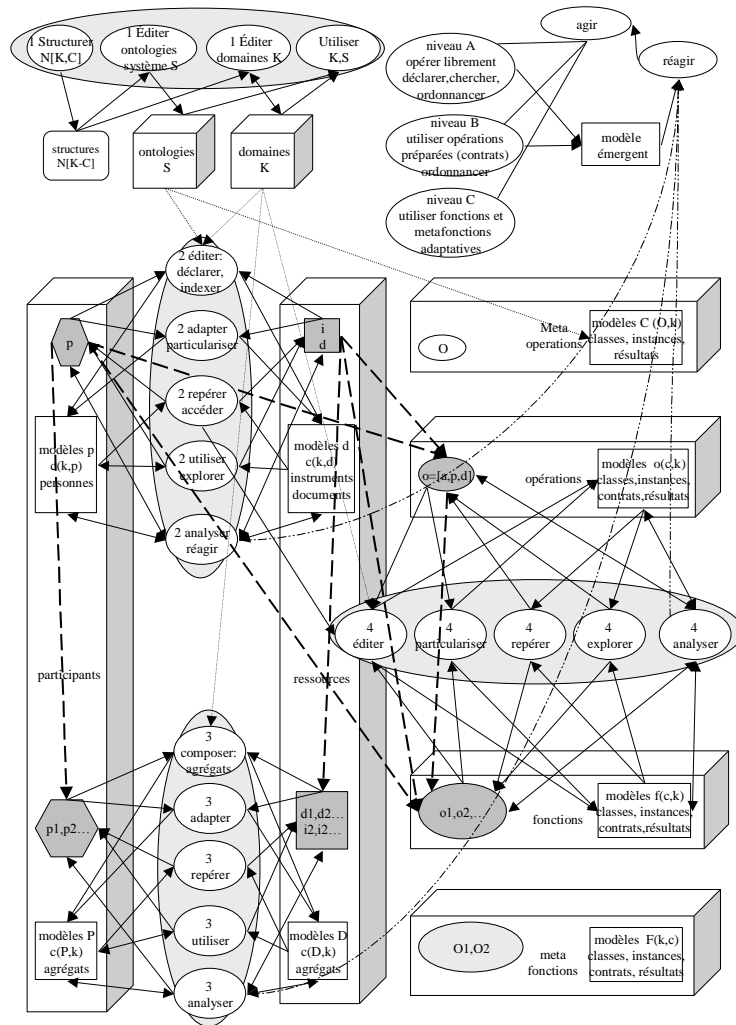 1 Structurer
N[K,C]
1 Éditer
ontologies
système S
1 Éditer
domaines K
Utiliser
K,S
structures
N[K-C]
ontologies
S
domaines
K
agir
réagir
niveau A
opérer librement
déclarer,chercher,
ordonnancer
niveau B
utiliser opérations
préparées (contrats)
ordonnancer
niveau C
utiliser fonctions et
metafonctions
adaptatives
modèle
émergent
2 éditer:
déclarer,
indexer
2 adapter
particulariser
2 repérer
accéder
2 utiliser
explorer
2 analyser
réagir
p
i
d
modèles p
c(k,p)
personnes
modèles d
c(k,d)
instruments
documents
participants
ressources
O
Meta
operations
modèles C (O,k)
classes, instances,
résultats
o=[a,p,d]
opérations
modèles o(c,k)
classes,instances,
contrats,résultats
4
éditer
4
particulariser
4
repérer
4
explorer
4
analyser
3
composer:
agrégats
3
adapter
3
repérer
3
utiliser
3
analyser
p1,p2…
d1,d2…
i2,i2…
modèles P
c(P,k)
agrégats
modèles D
c(D,k)
agrégats
o1,o2,…
fonctions
modèles f(c,k)
classes, instances,
contrats,résultats
O1,O2
meta
fonctions
modèles F(k,c)
classes, instances,
contrats, résultats